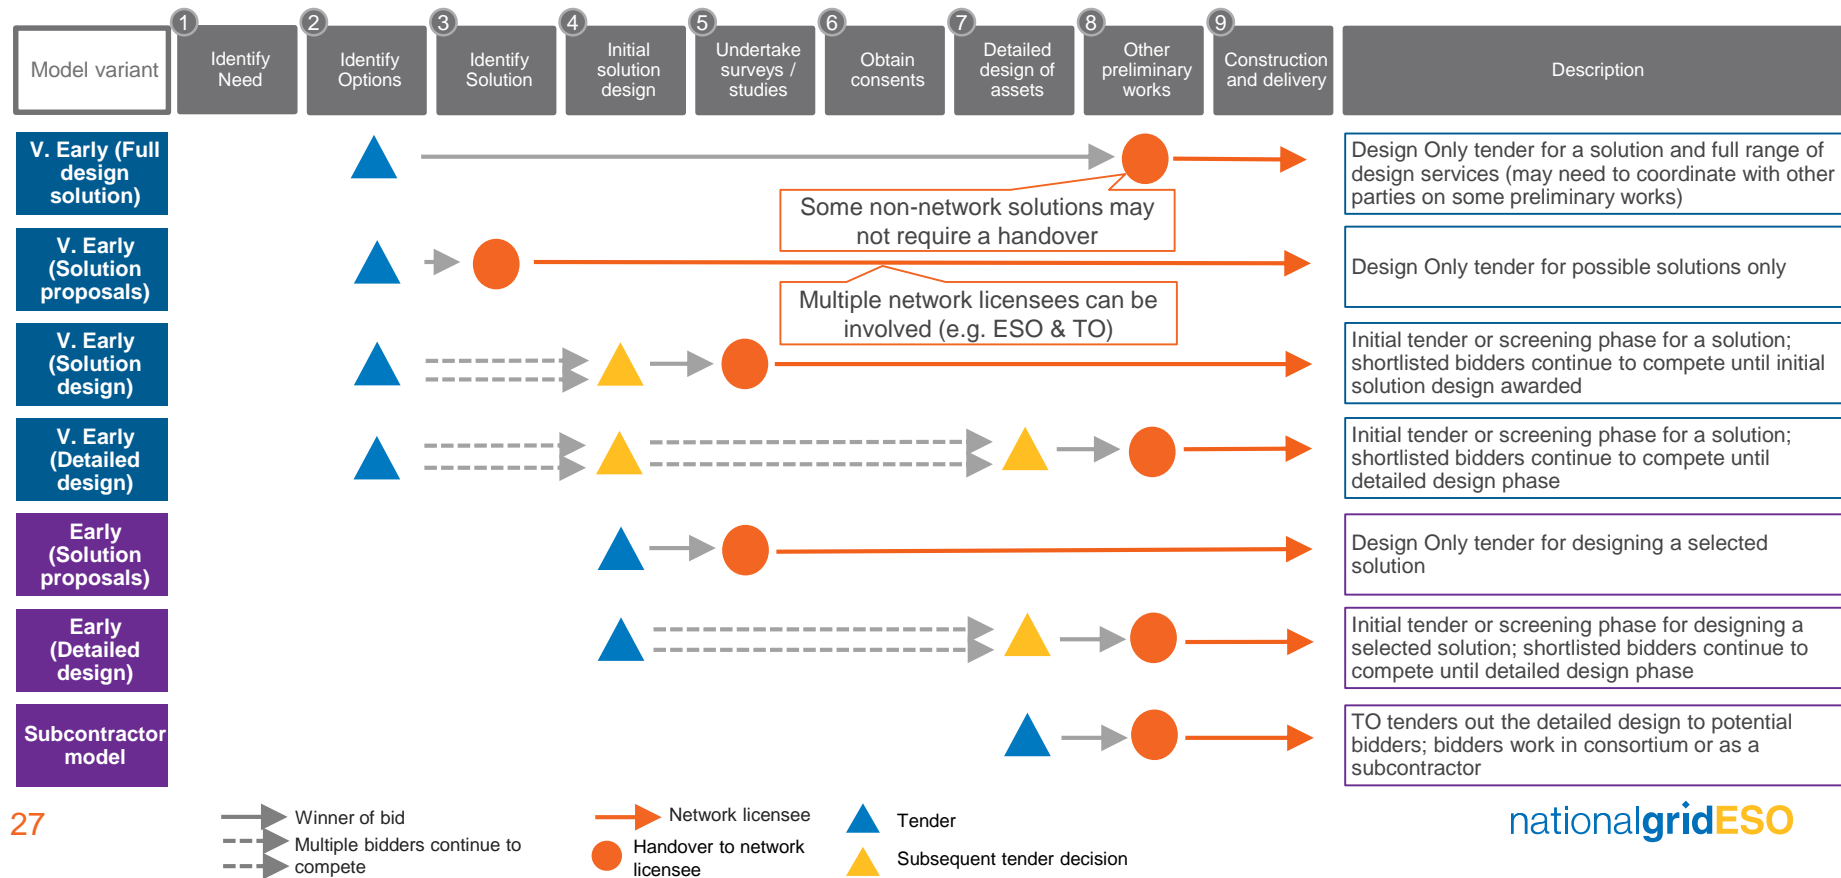 1
2
3
4
5
6
7
8
9
Model variant
Identify
Need
Identify
Options
Identify
Solution
Initial
solution
design
Undertake
surveys /
studies
Obtain
consents
Detailed
design of
assets
Other
preliminary
works
Construction
and delivery
Description
V. Early (Full
design
solution)
Design Only tender for a solution and full range of
design services (may need to coordinate with other
parties on some preliminary works)
Some non-network solutions may
not require a handover
V. Early
(Solution
proposals)
Design Only tender for possible solutions only
Multiple network licensees can be
involved (e.g. ESO & TO)
V. Early
(Solution
design)
Initial tender or screening phase for a solution;
shortlisted bidders continue to compete until initial
solution design awarded
V. Early
(Detailed
design)
Initial tender or screening phase for a solution;
shortlisted bidders continue to compete until
detailed design phase
Early
(Solution
proposals)
Design Only tender for designing a selected
solution
Early
(Detailed
design)
Initial tender or screening phase for designing a
selected solution; shortlisted bidders continue to
compete until detailed design phase
Subcontractor
model
TO tenders out the detailed design to potential
bidders; bidders work in consortium or as a
subcontractor
27
Winner of bid
Multiple bidders continue to
compete
Network licensee
Handover to network
licensee
Tender
Subsequent tender decision
nationalgridESO